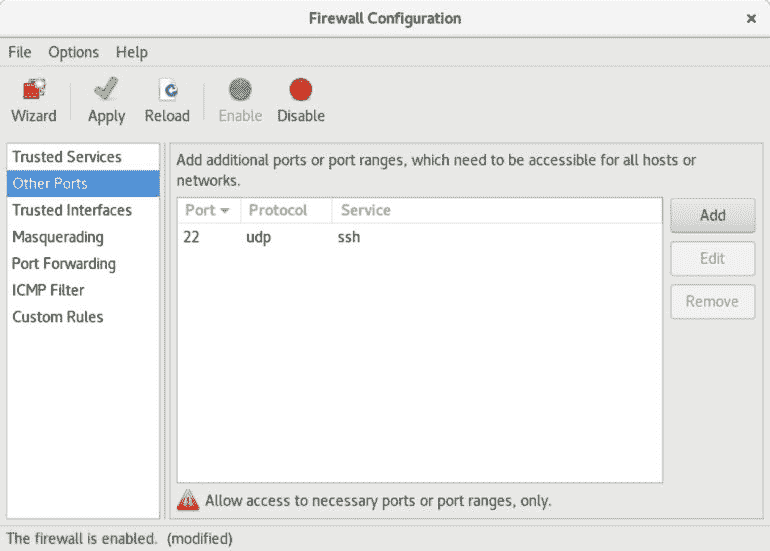 Firewall Configuration
File Options Help
Wizard Apply Reload Enable Disable
Trusted Services
Other Ports
Trusted Interfaces
Masquerading
Port Forwarding
ICMP Filter
Custom Rules
Add additional ports or port ranges, which need to be accessible for all hosts or
networks.
Port Protocol Service
22 udp ssh
Add
Edit
Remove
Allow access to necessary ports or port ranges, only.
The firewall is enabled. (modified)